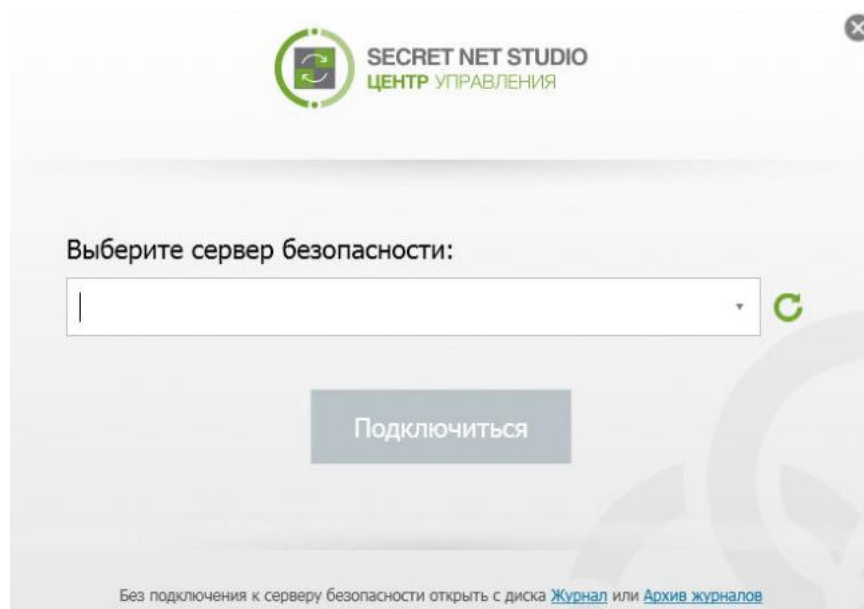 SECRET NET STUDIO
ЦЕНТР УПРАВЛЕНИЯ
Выберите сервер безопасности:
Подключиться
Без подключения к серверу безопасности открыть с диска Журнал или Архив журналов